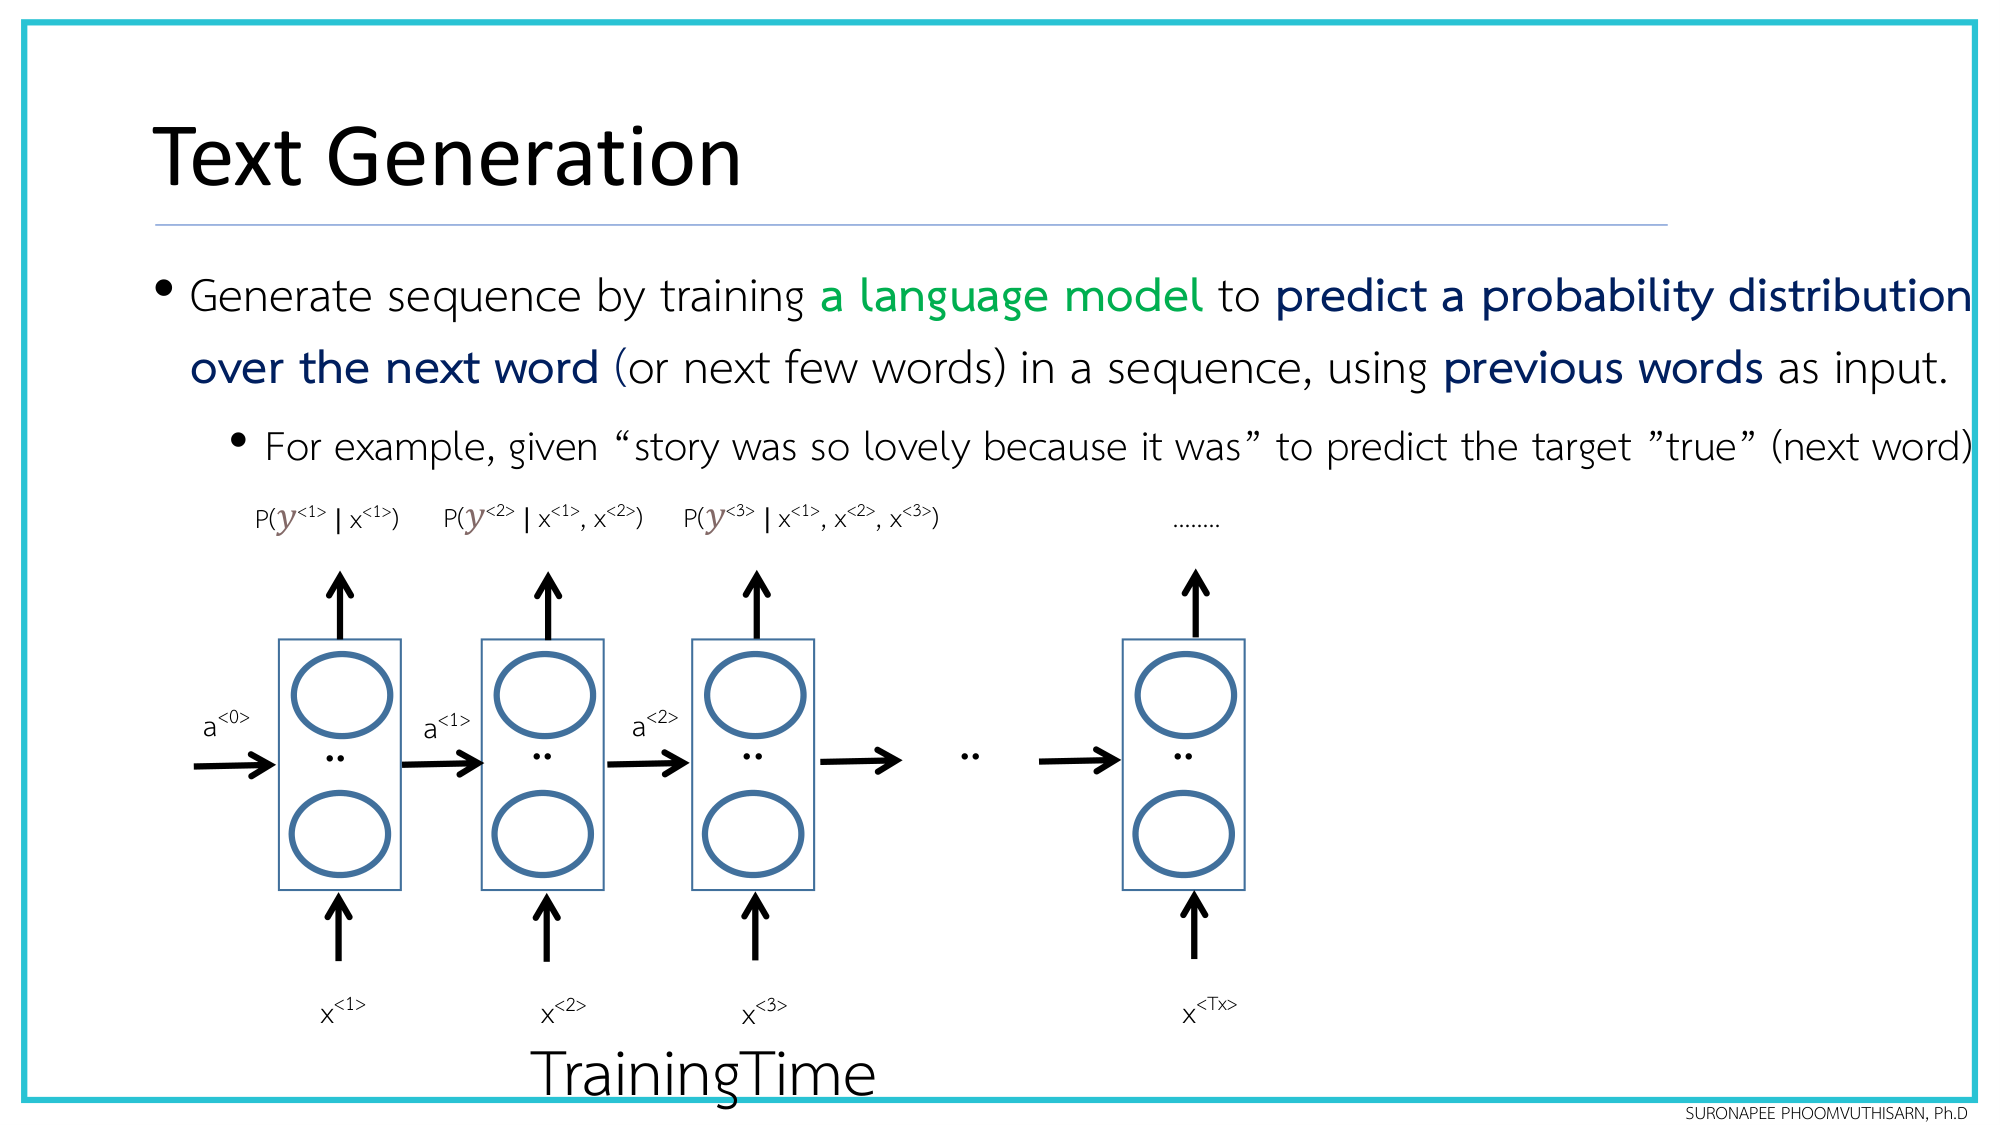 Text Generation
• Generate sequence by training a language model to predict a probability distribution
over the next word (or next few words) in a sequence, using previous words as input.
• For example, given “story was so lovely because it was” to predict the target ”true” (next word)
P(y<1> | x<1>) P(y<2> | x<1>, x<2>) P(y<3> | x<1>, x<2>, x<3>) ........
a<0> a<1> a<2>
.. .. .. .. ..
x<1> x<2> x<3> x<Tx>
TrainingTime
SURONAPEE PHOOMVUTHISARN, Ph.D